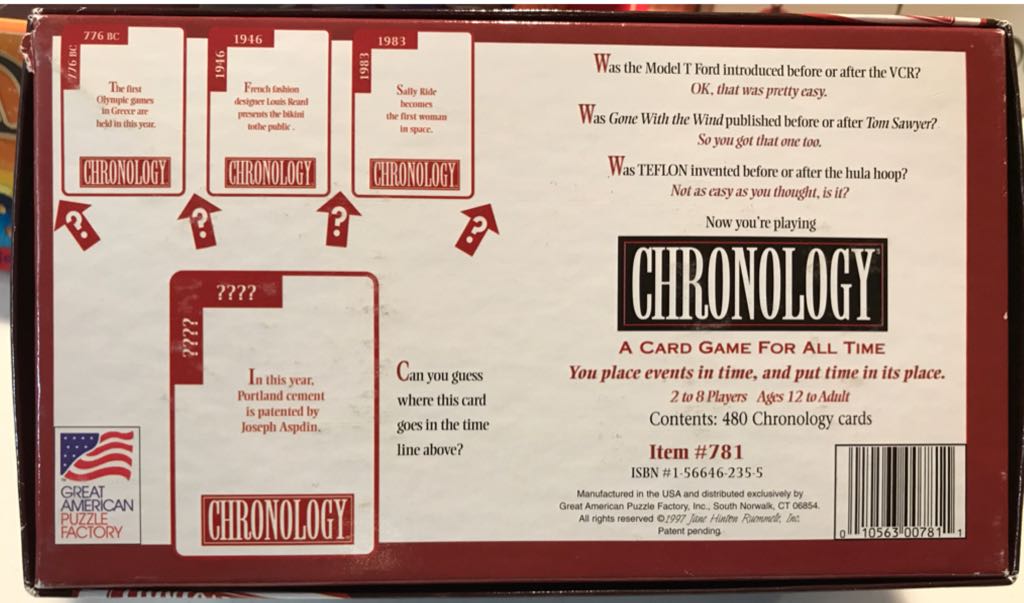 776 BC
776 BC
The first
Olympic games
in Greece are
held in this year.
CHRONOLOGY
1946
1946
French fashion
designer Louis Reard
presents the bikini
tothe public .
CHRONOLOGY
1983
1983
Sally Ride
becomes
the first woman
in space.
CHRONOLOGY
?
?
?
?
????
????
In this year,
Portland cement
is patented by
Joseph Aspdin.
CHRONOLOGY
Can you guess
where this card
goes in the time
line above?
GREAT
AMERICAN
PUZZLE
FACTORY
Was the Model T Ford introduced before or after the VCR?
OK, that was pretty easy.
Was Gone With the Wind published before or after Tom Sawyer?
So you got that one too.
Was TEFLON invented before or after the hula hoop?
Not as easy as you thought, is it?
Now you're playing
CHRONOLOGY
A CARD GAME FOR ALL TIME
You place events in time, and put time in its place.
2 to 8 Players Ages 12 to Adult
Contents: 480 Chronology cards
Item #781
ISBN #1-56646-235-5
Manufactured in the USA and distributed exclusively by
Great American Puzzle Factory, Inc., South Norwalk, CT 06854.
All rights reserved ©1997 Jane Hinton Ruemmele, Inc.
Patent pending.
0 10563 00781 1